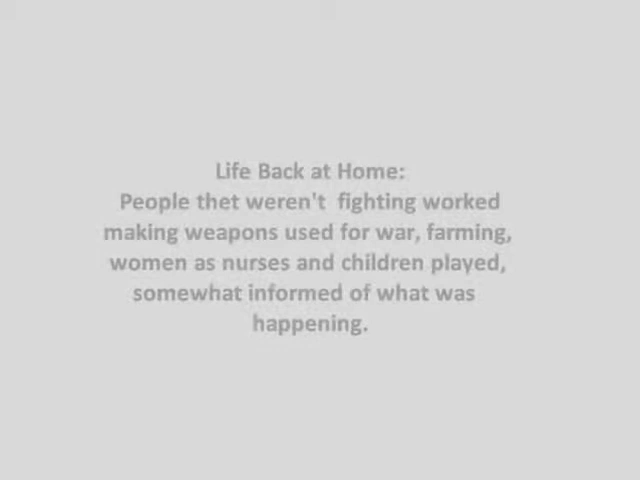 Life Back at Home:
People thet weren't  fighting worked
making weapons used for war, farming,
women as nurses and children played,
somewhat informed of what was
happening.